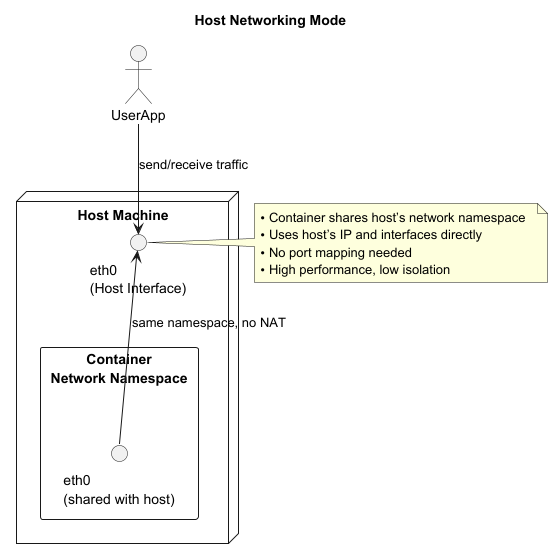 Host Networking Mode
UserApp
send/receive traffic
Host Machine
• Container shares host's network namespace
• Uses host's IP and interfaces directly
• No port mapping needed
• High performance, low isolation
eth0
(Host Interface)
same namespace, no NAT
Container
Network Namespace
eth0
(shared with host)